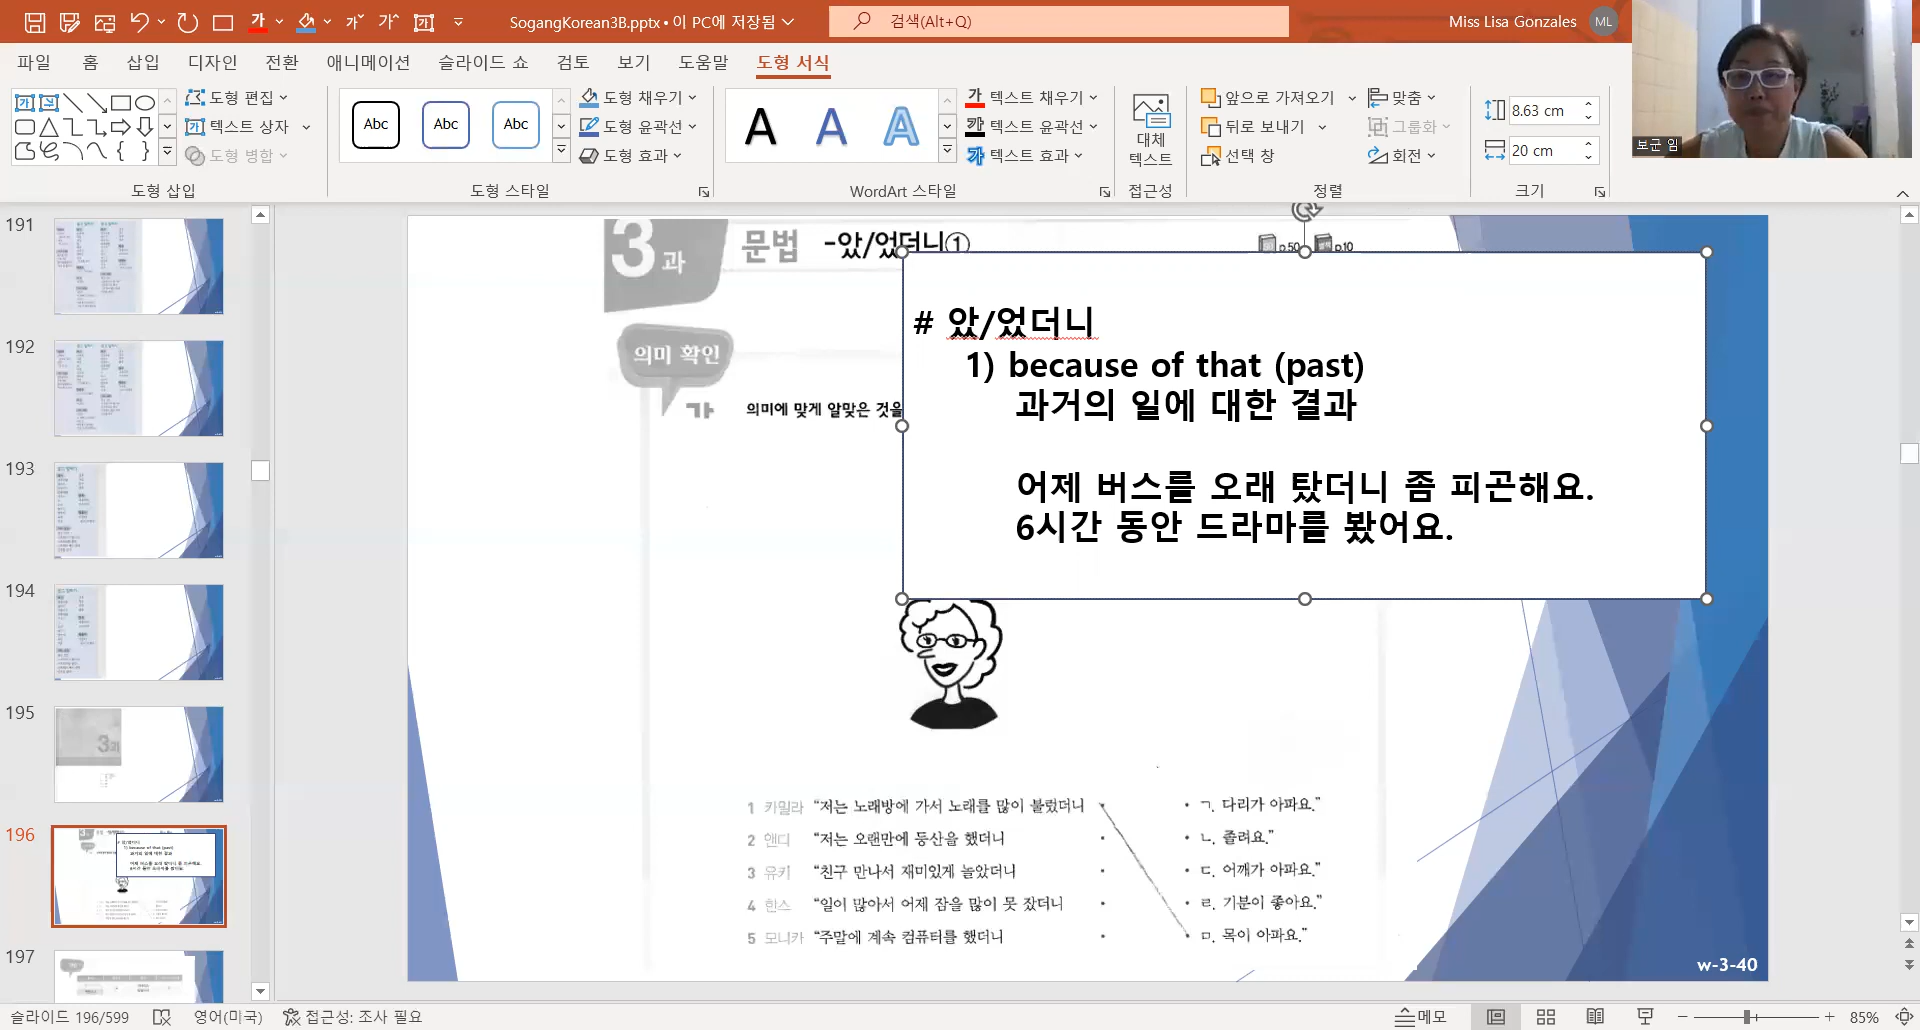 SogangKorean3B.pptx • 이 PC에 저장됨
검색(Alt+Q)
Miss Lisa Gonzales
ML
파일 홈 삽입 디자인 전환 애니메이션 슬라이드 쇼 검토 보기 도움말 도형 서식
도형 편집
텍스트 상자
도형 병합
도형 삽입
Abc Abc Abc
도형 채우기
도형 윤곽선
도형 효과
도형 스타일
A A A
텍스트 채우기
텍스트 윤곽선
텍스트 효과
WordArt 스타일
대체
텍스트
접근성
앞으로 가져오기
뒤로 보내기
선택 창
맞춤
그룹화
회전
정렬
8.63 cm
20 cm
크기
보군 임
191
192
193
194
195
196
197
3과 문법 -았/었더니①
p.50 p.10
# 았/었더니
1) because of that (past)
과거의 일에 대한 결과
어제 버스를 오래 탔더니 좀 피곤해요.
6시간 동안 드라마를 봤어요.
의미 확인
가 의미에 맞게 알맞은 것을
1 카밀라 “저는 노래방에 가서 노래를 많이 불렀더니 • • ㄱ. 다리가 아파요.”
2 앤디 “저는 오랜만에 등산을 했더니 • • ㄴ. 졸려요.”
3 유키 “친구 만나서 재미있게 놀았더니 • • ㄷ. 어깨가 아파요.”
4 한스 “일이 많아서 어제 잠을 많이 못 잤더니 • • ㄹ. 기분이 좋아요.”
5 모니카 “주말에 계속 컴퓨터를 했더니 • • ㅁ. 목이 아파요.”
w-3-40
슬라이드 196/599 영어(미국) 접근성: 조사 필요
메모
85%